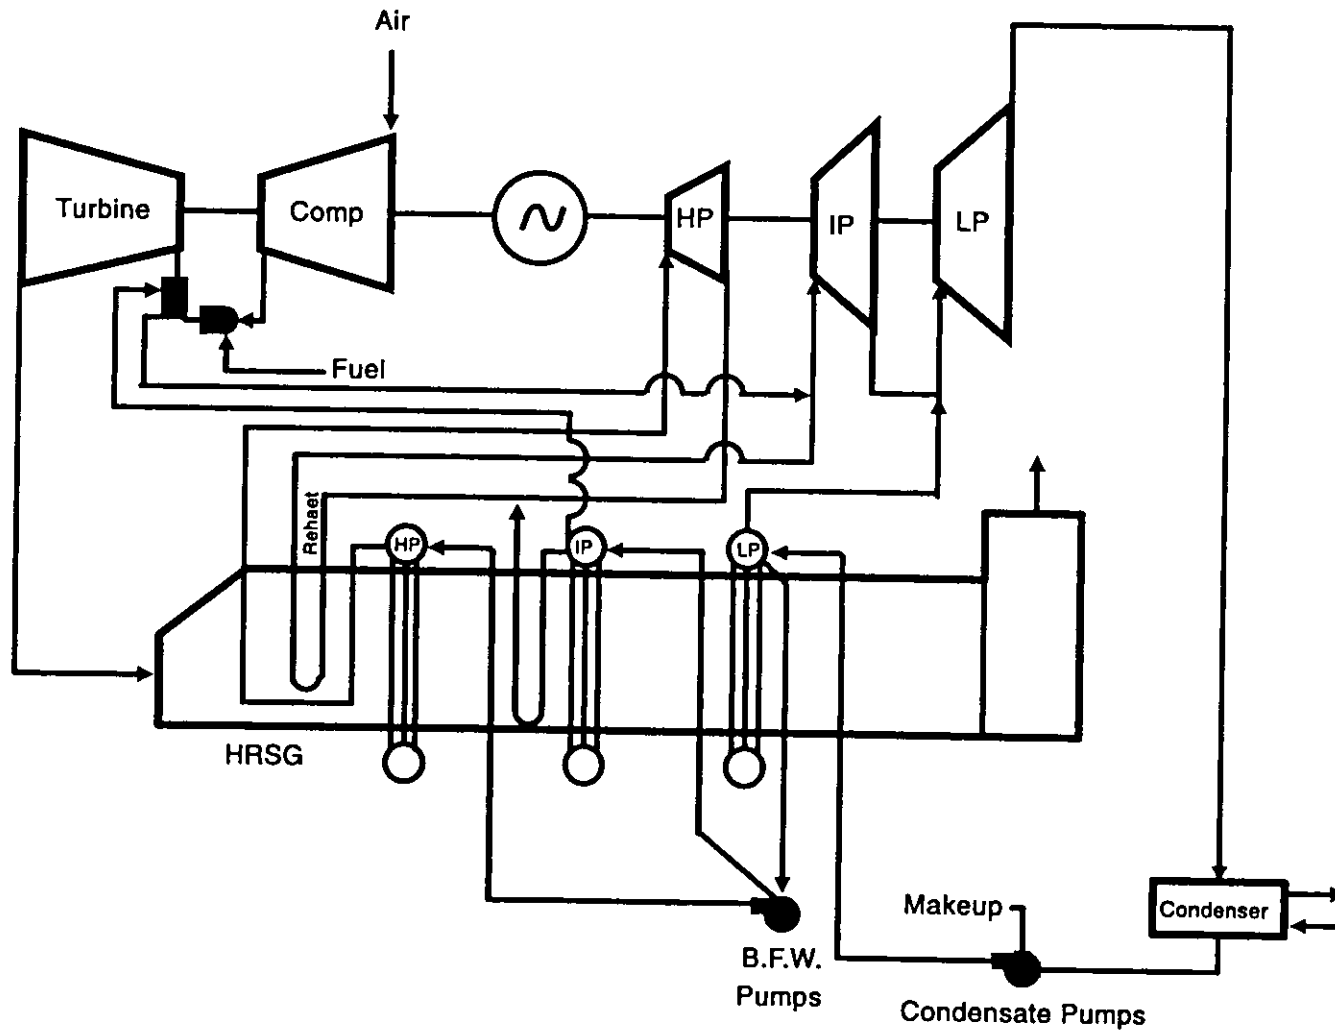 Air
Turbine
Comp
HP
IP
LP
Fuel
Rehaet
HP
IP
LP
HRSG
Makeup
Condenser
B.F.W.
Pumps
Condensate Pumps